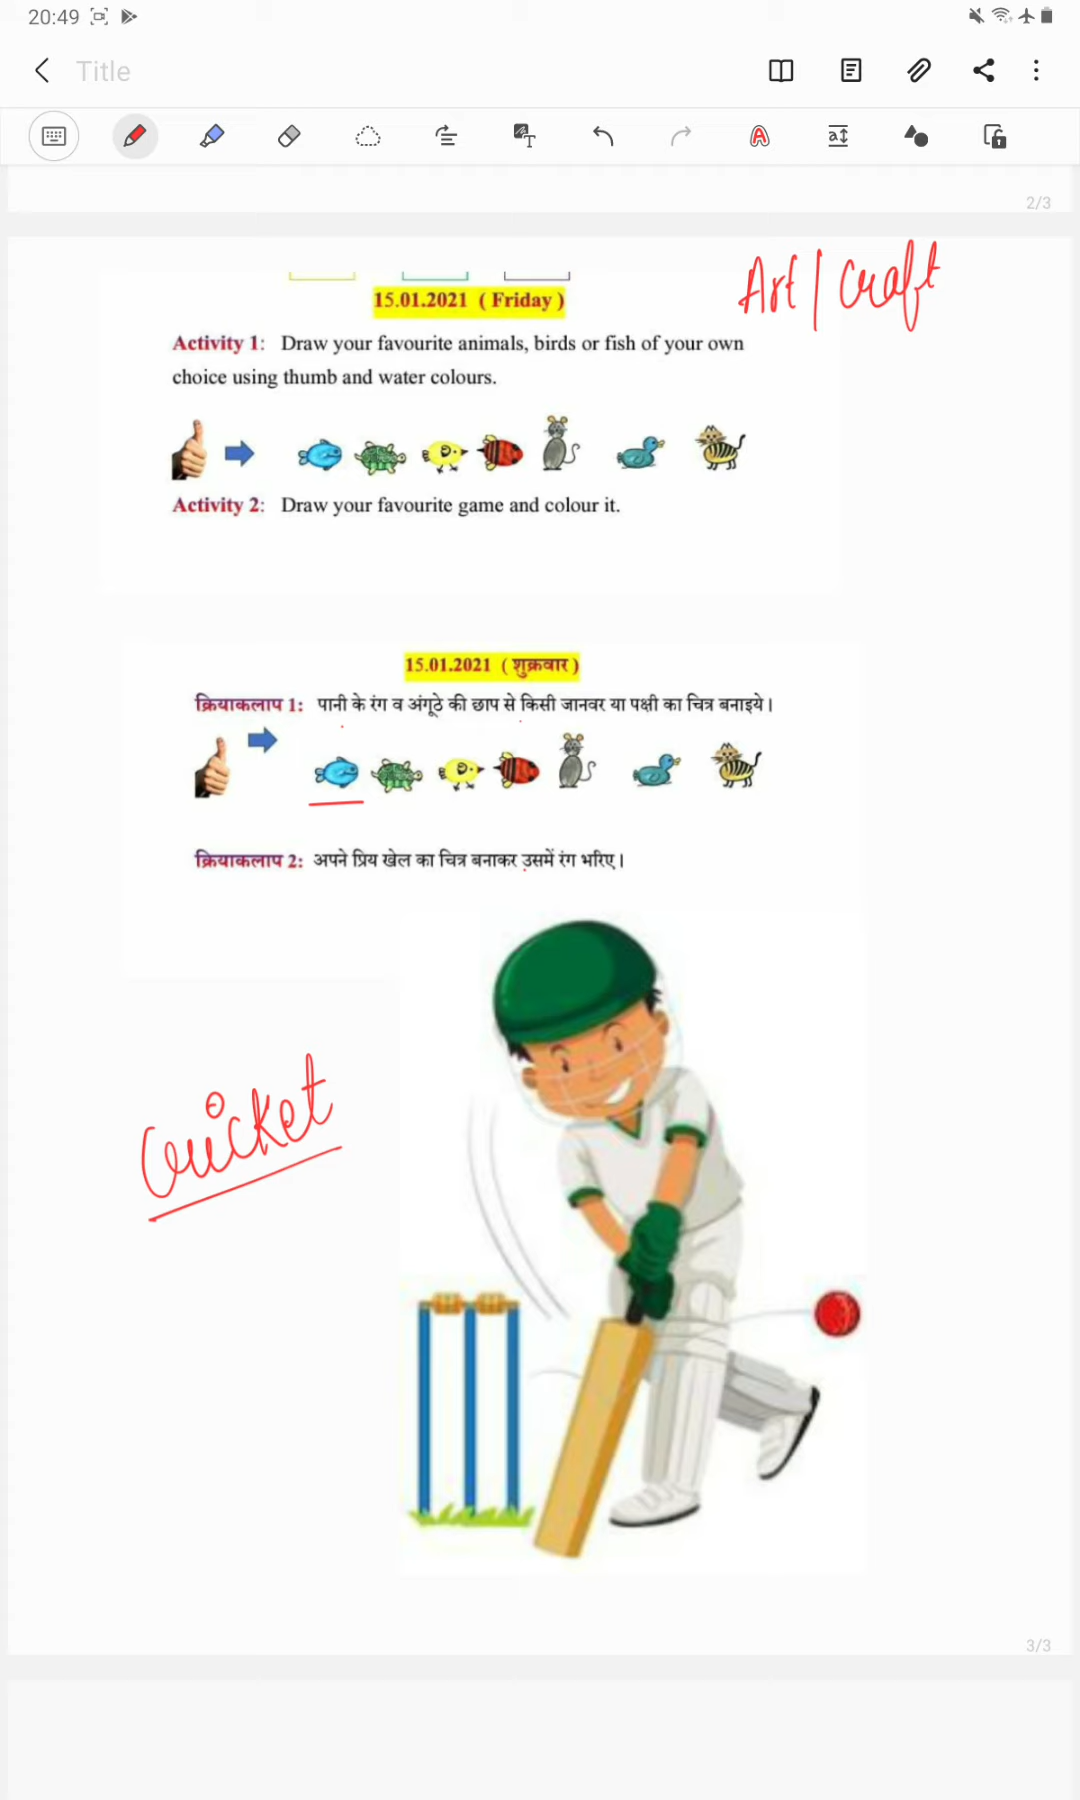 20:49
Title
2/3
Art / Craft
15.01.2021 ( Friday )
Activity 1: Draw your favourite animals, birds or fish of your own
choice using thumb and water colours.
Activity 2: Draw your favourite game and colour it.
15.01.2021 ( शुक्रवार )
क्रियाकलाप 1: पानी के रंग व अंगूठे की छाप से किसी जानवर या पक्षी का चित्र बनाइये।
क्रियाकलाप 2: अपने प्रिय खेल का चित्र बनाकर उसमें रंग भरिए।
Cricket
3/3